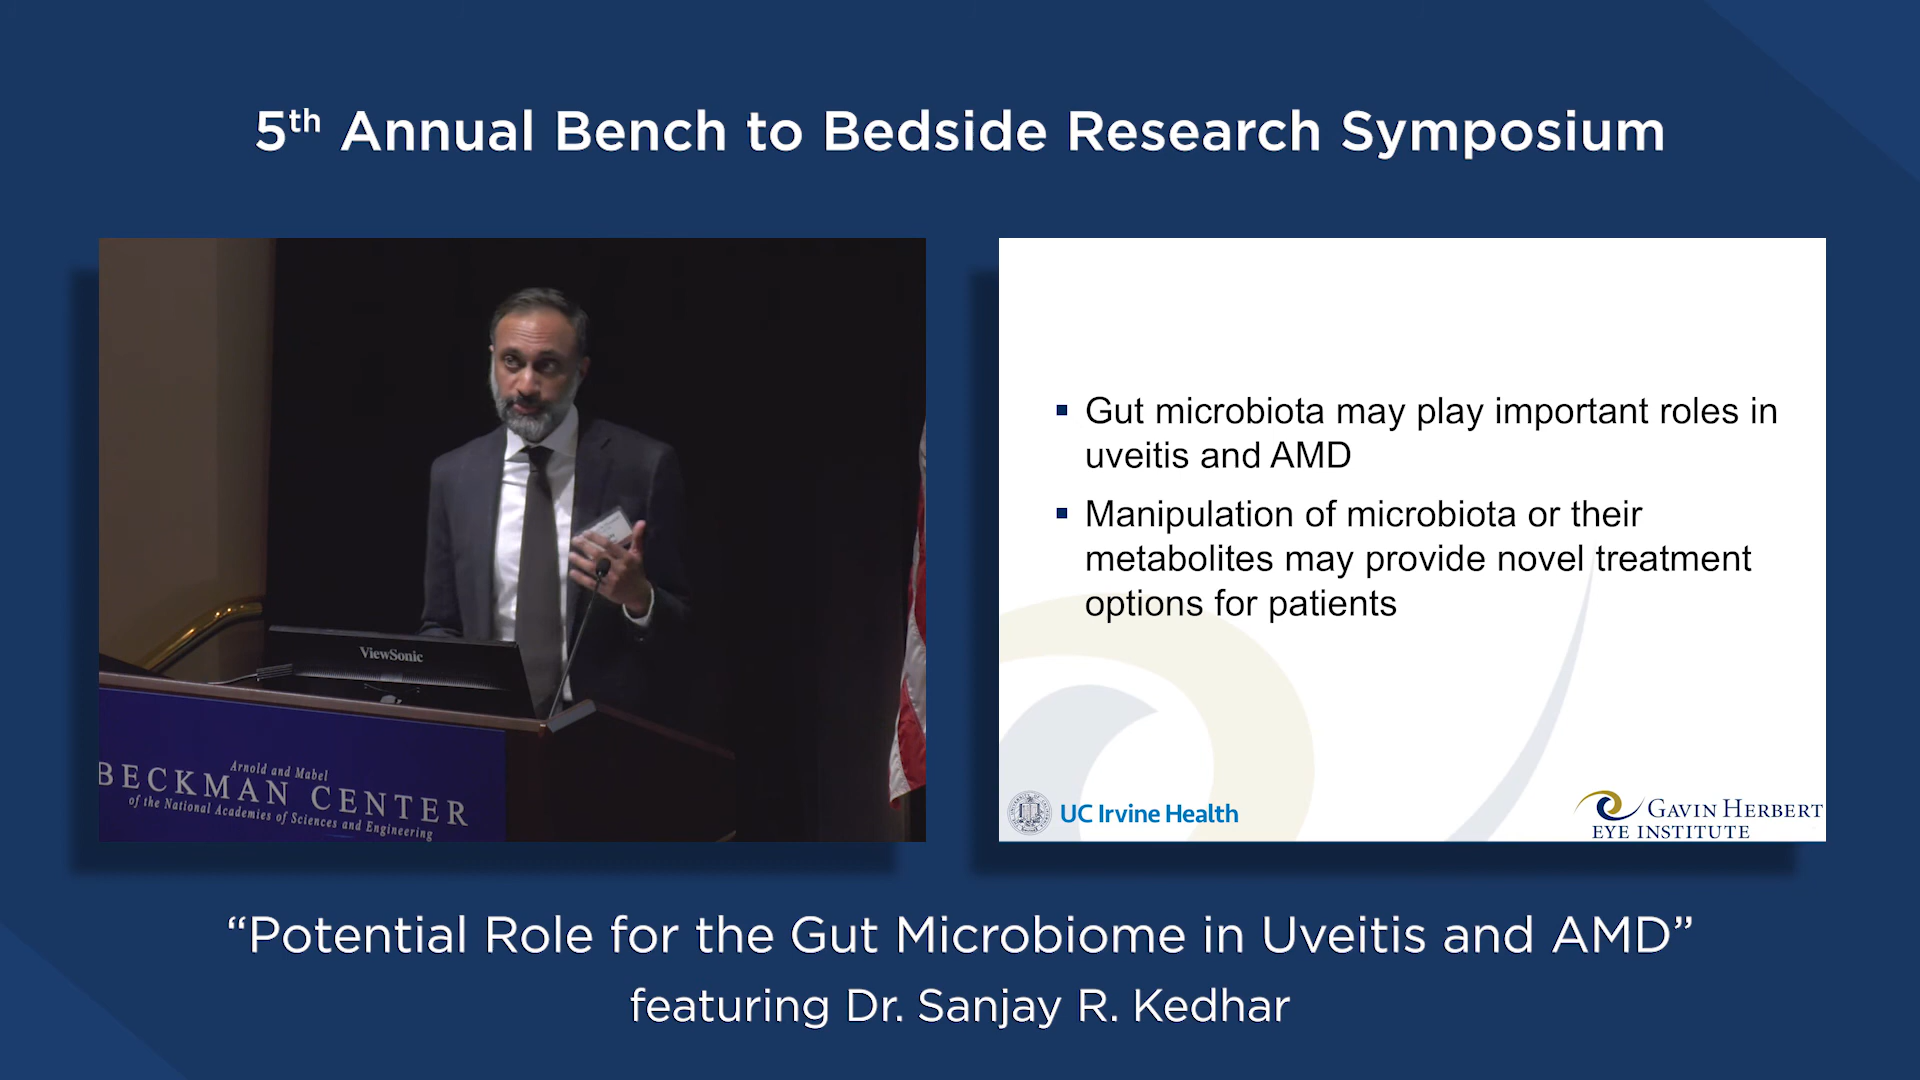 5th Annual Bench to Bedside Research Symposium
ViewSonic
Arnold and Mabel
BECKMAN CENTER
of the National Academies of Sciences and Engineering
▪ Gut microbiota may play important roles in
uveitis and AMD
▪ Manipulation of microbiota or their
metabolites may provide novel treatment
options for patients
UC Irvine Health
GAVIN HERBERT
EYE INSTITUTE
“Potential Role for the Gut Microbiome in Uveitis and AMD”
featuring Dr. Sanjay R. Kedhar